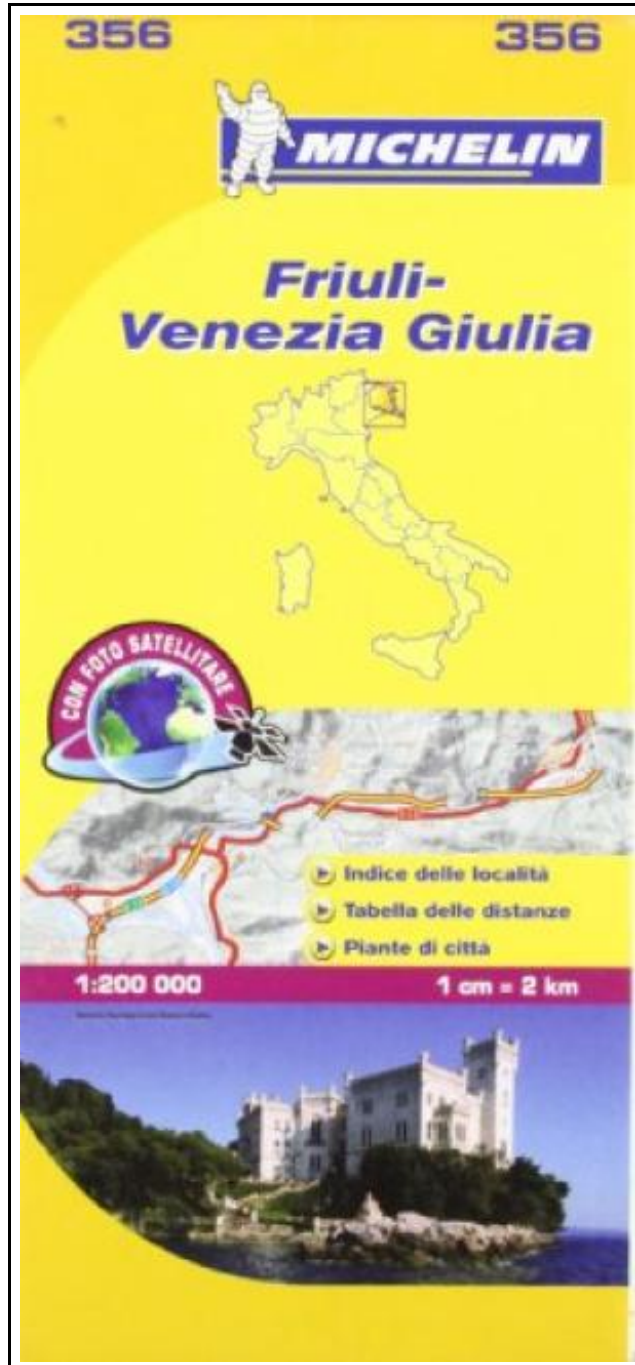 356 356
MICHELIN
Friuli-
Venezia Giulia
CON FOTO SATELLITARE
Indice delle località
Tabella delle distanze
Piante di città
1:200 000 1 cm = 2 km